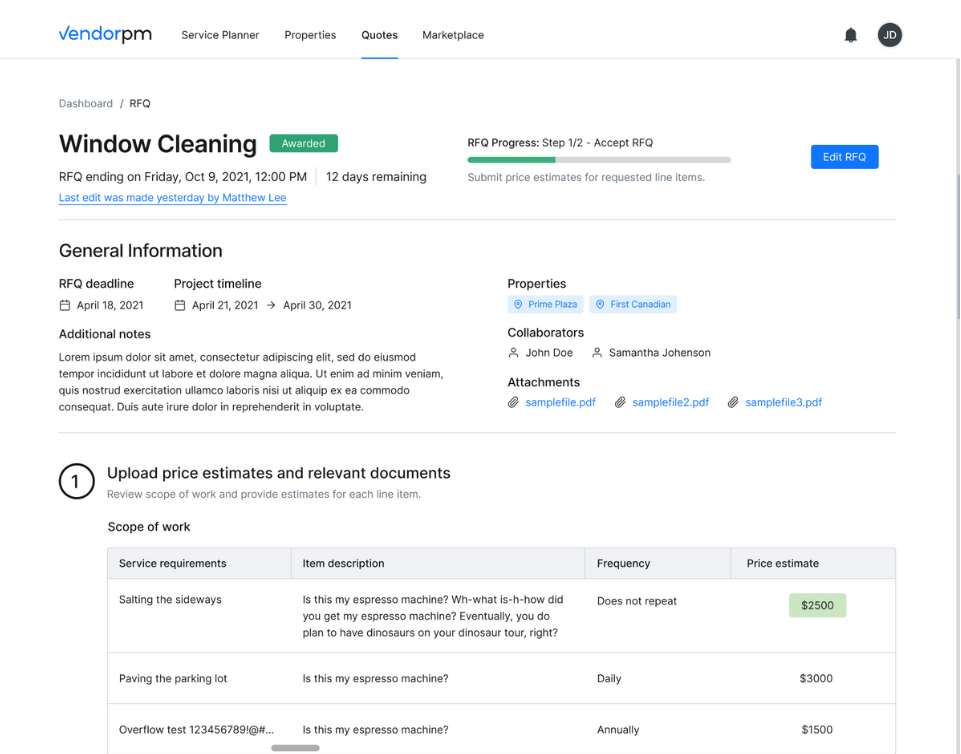 vendorpm Service Planner Properties Quotes Marketplace JD
Dashboard / RFQ
Window Cleaning Awarded
RFQ ending on Friday, Oct 9, 2021, 12:00 PM 12 days remaining
Last edit was made yesterday by Matthew Lee
RFQ Progress: Step 1/2 - Accept RFQ
Submit price estimates for requested line items.
Edit RFQ
General Information
RFQ deadline Project timeline
April 18, 2021 April 21, 2021 → April 30, 2021
Additional notes
Lorem ipsum dolor sit amet, consectetur adipiscing elit, sed do eiusmod
tempor incididunt ut labore et dolore magna aliqua. Ut enim ad minim veniam,
quis nostrud exercitation ullamco laboris nisi ut aliquip ex ea commodo
consequat. Duis aute irure dolor in reprehenderit in voluptate.
Properties
Prime Plaza First Canadian
Collaborators
John Doe Samantha Johenson
Attachments
samplefile.pdf samplefile2.pdf samplefile3.pdf
1 Upload price estimates and relevant documents
Review scope of work and provide estimates for each line item.
Scope of work
Service requirements Item description Frequency Price estimate
Salting the sideways
Is this my espresso machine? Wh-what is-h-how did
you get my espresso machine? Eventually, you do
plan to have dinosaurs on your dinosaur tour, right?
Does not repeat
$2500
Paving the parking lot Is this my espresso machine? Daily $3000
Overflow test 123456789!@#... Is this my espresso machine? Annually $1500